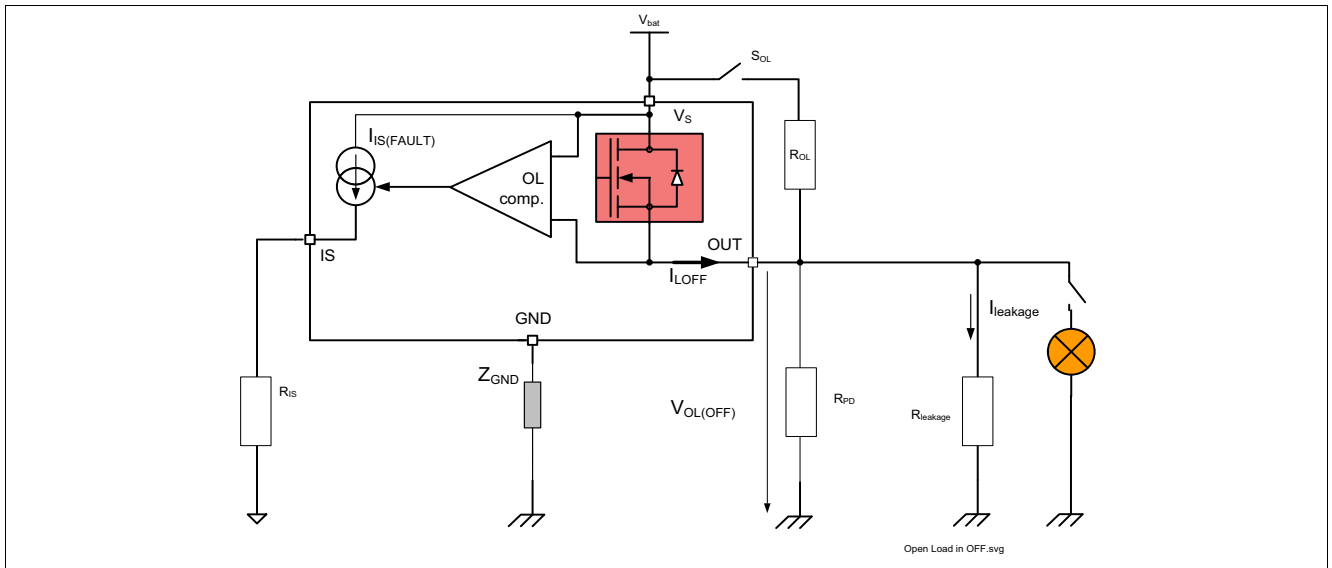 Vbat
SOL
VS
IIS(FAULT)
ROL
OL
comp.
OUT
IS
ILOFF
GND
Ileakage
ZGND
RIS
VOL(OFF)
RPD
Rleakage
Open Load in OFF.svg